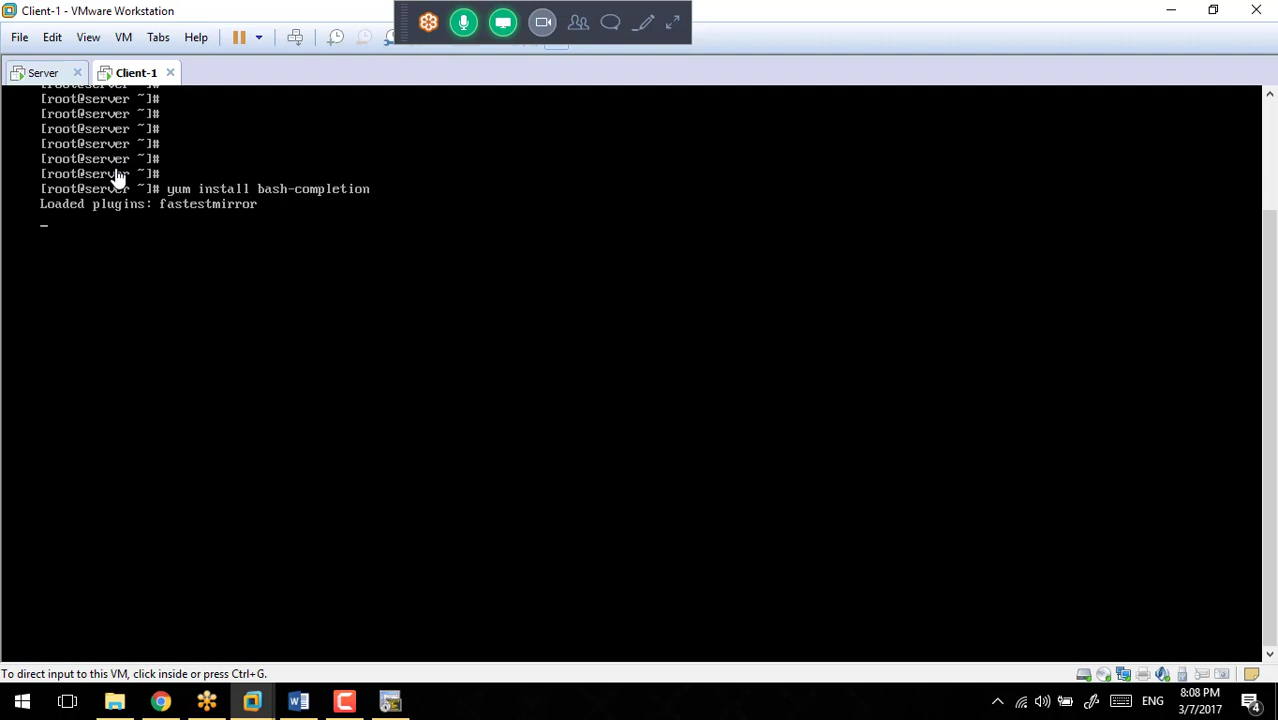 Client-1 - VMware Workstation
File Edit View VM Tabs Help
Server Client-1
[root@server ~]#
[root@server ~]#
[root@server ~]#
[root@server ~]#
[root@server ~]#
[root@server ~]#
[root@server ~]#
[root@server ~]# yum install bash-completion
Loaded plugins: fastestmirror
To direct input to this VM, click inside or press Ctrl+G.
ENG
8:08 PM
3/7/2017
4